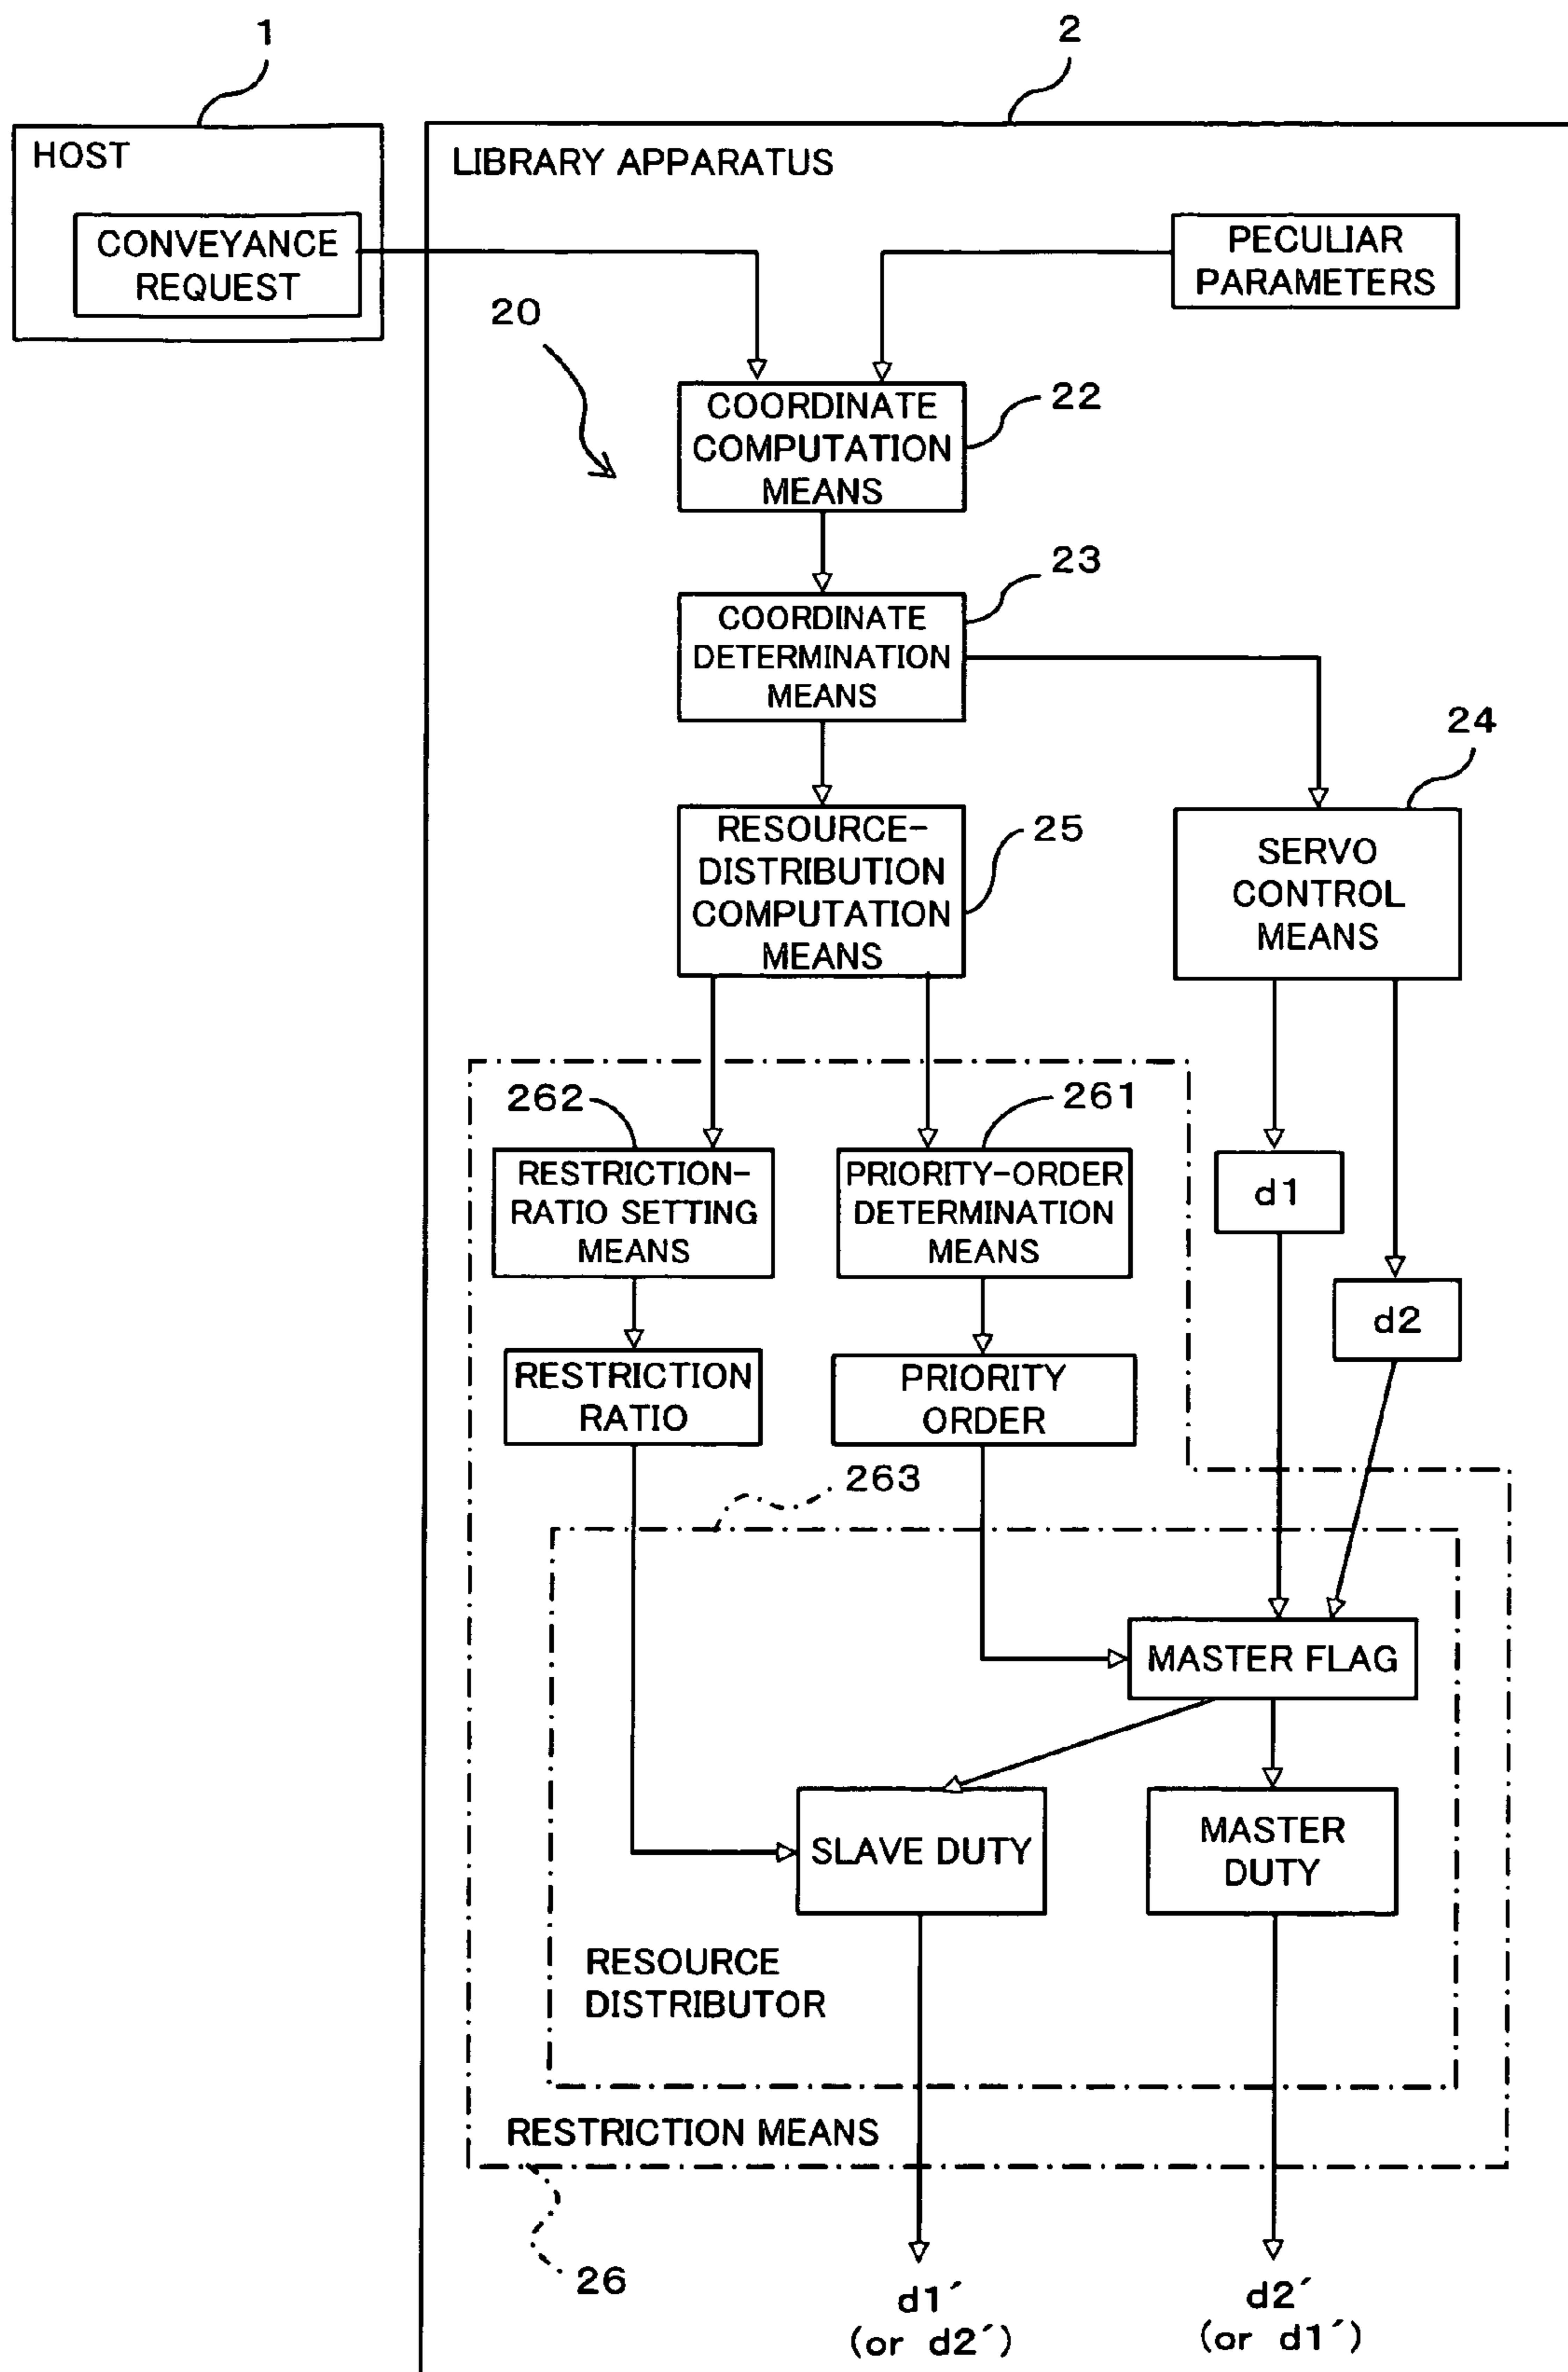 1
2
HOST
LIBRARY APPARATUS
CONVEYANCE
REQUEST
PECULIAR
PARAMETERS
20
COORDINATE
COMPUTATION
MEANS
22
COORDINATE
DETERMINATION
MEANS
23
24
RESOURCE-
DISTRIBUTION
COMPUTATION
MEANS
25
SERVO
CONTROL
MEANS
262
261
RESTRICTION-
RATIO SETTING
MEANS
PRIORITY-ORDER
DETERMINATION
MEANS
d1
d2
RESTRICTION
RATIO
PRIORITY
ORDER
263
MASTER FLAG
SLAVE DUTY
MASTER
DUTY
RESOURCE
DISTRIBUTOR
RESTRICTION MEANS
26
d1´
(or d2´)
d2´
(or d1´)